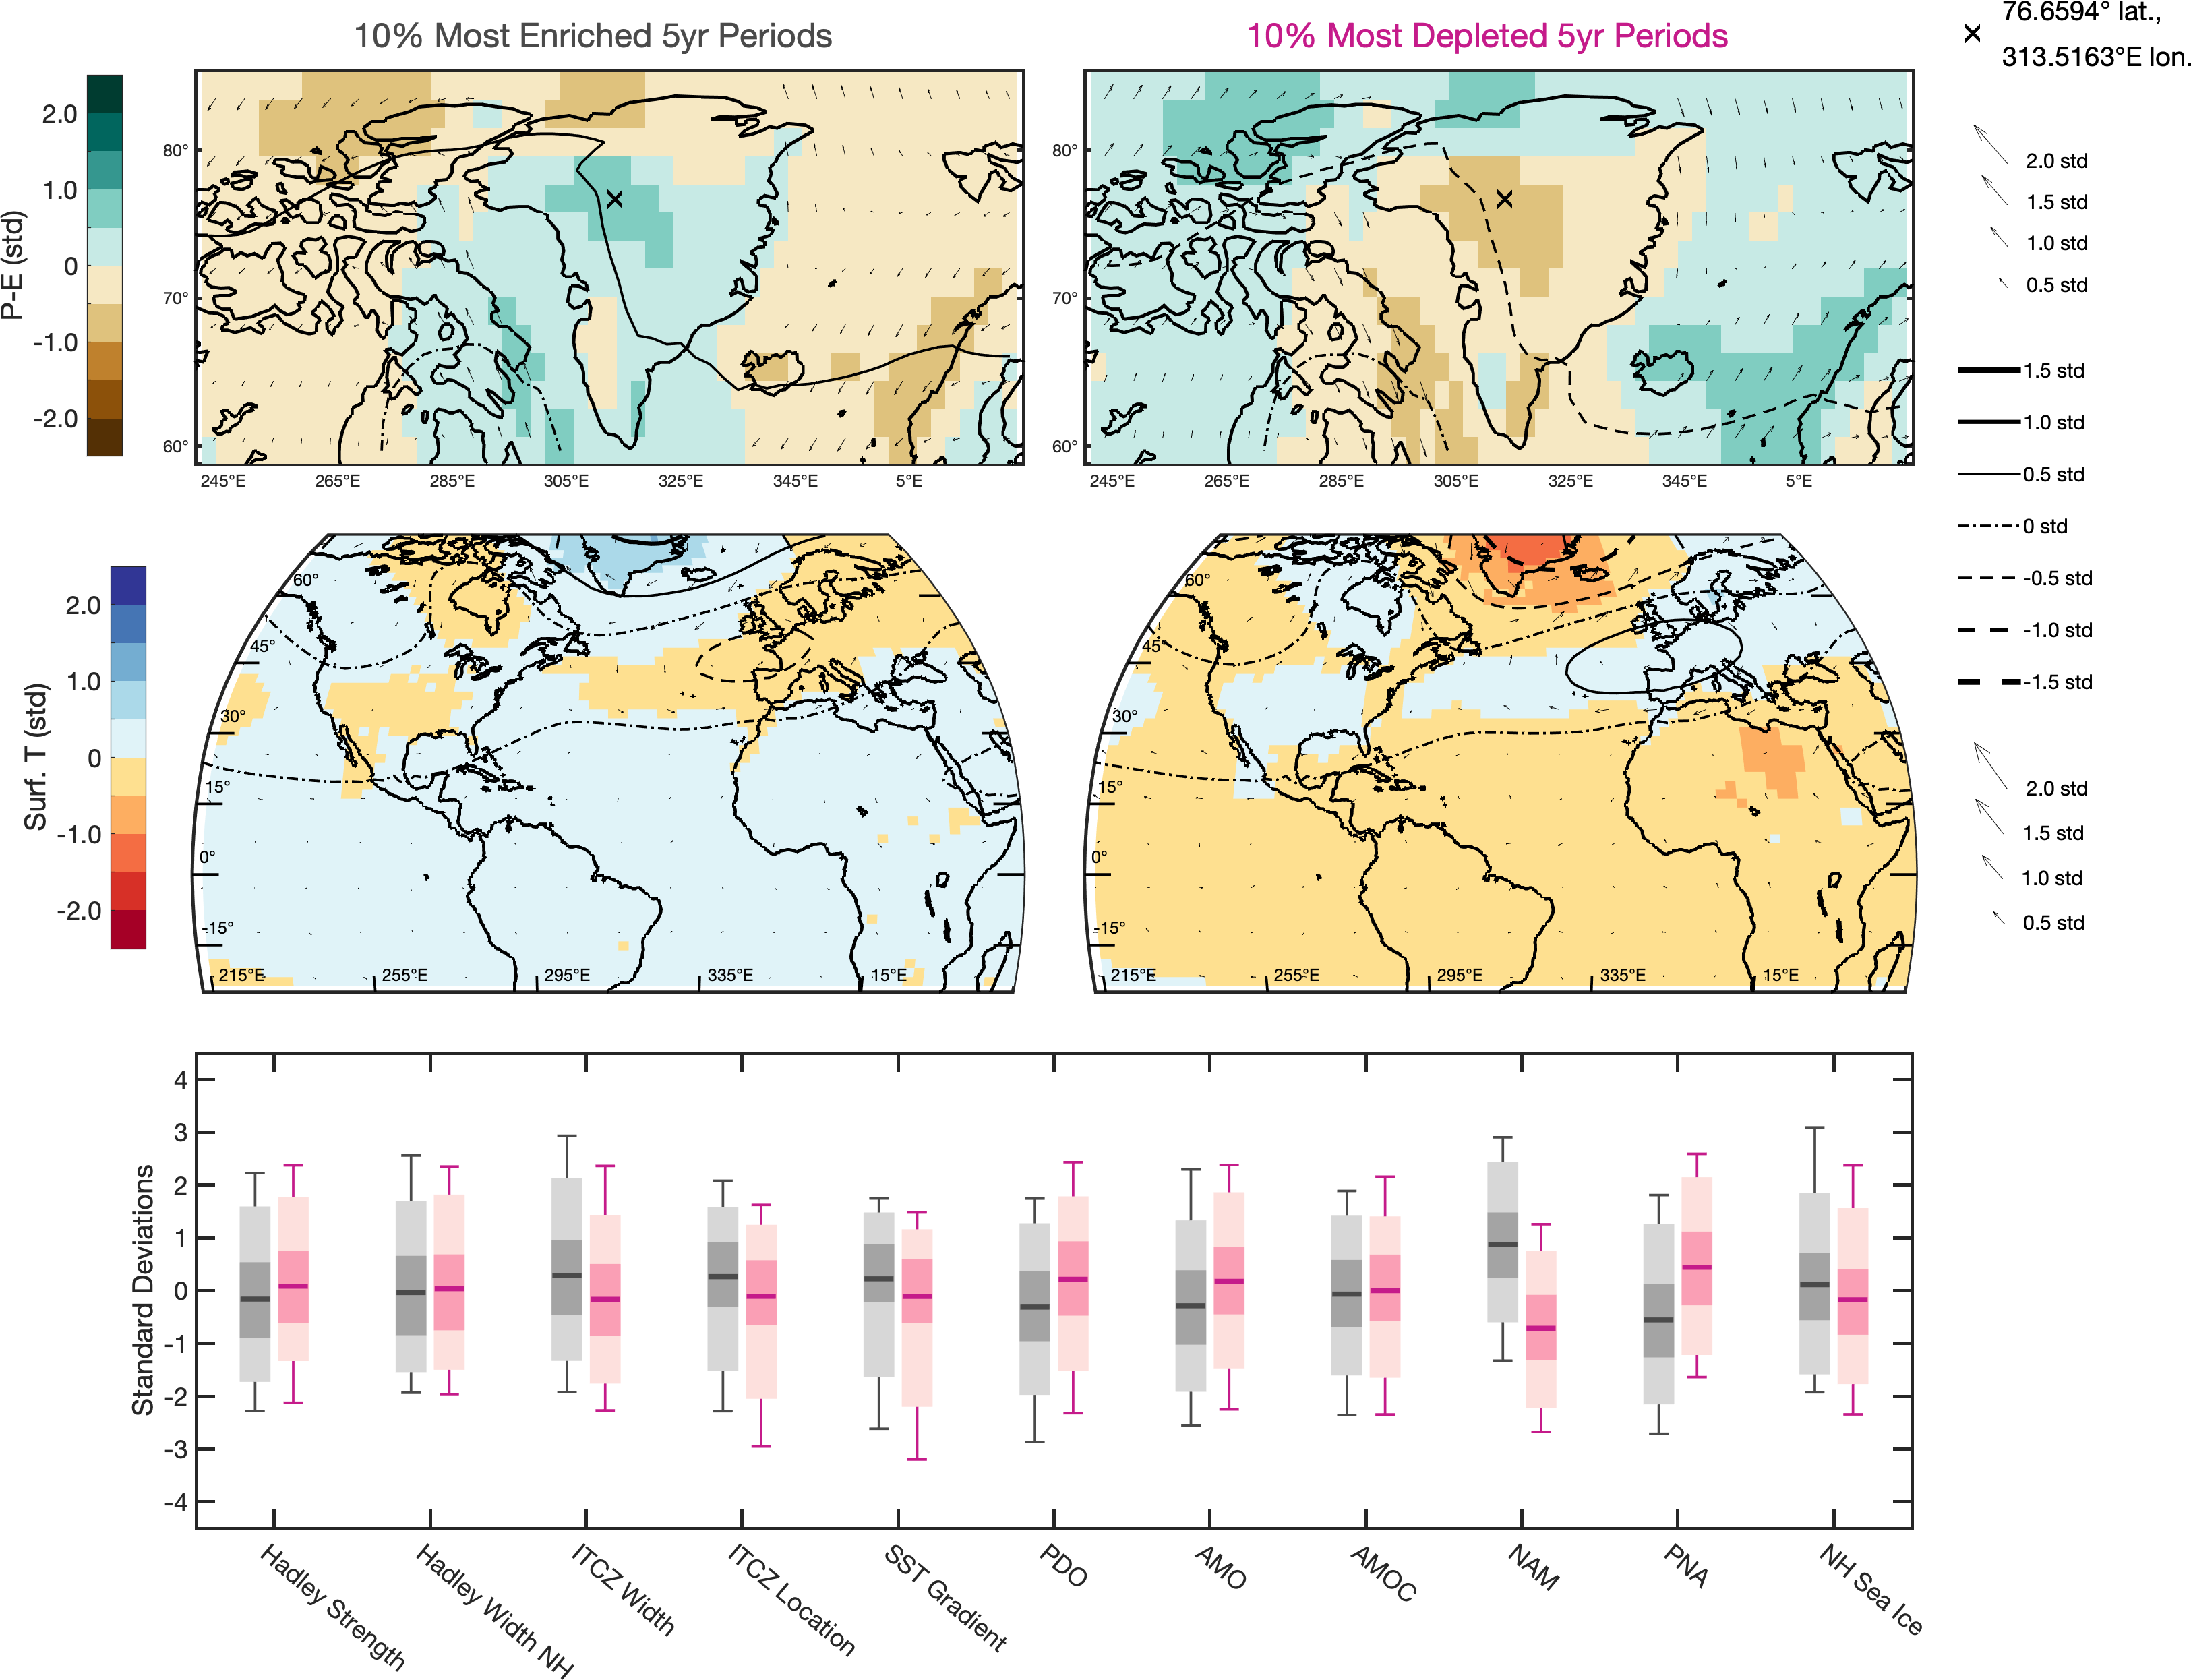 10% Most Enriched 5yr Periods
10% Most Depleted 5yr Periods
76.6594° lat.,
313.5163°E lon.
P-E (std)
2.0
1.0
0
-1.0
-2.0
80°
70°
60°
245°E 265°E 285°E 305°E 325°E 345°E 5°E
80°
70°
60°
245°E 265°E 285°E 305°E 325°E 345°E 5°E
2.0 std
1.5 std
1.0 std
0.5 std
1.5 std
1.0 std
0.5 std
0 std
-0.5 std
-1.0 std
-1.5 std
Surf. T (std)
2.0
1.0
0
-1.0
-2.0
60°
45°
30°
15°
0°
-15°
215°E 255°E 295°E 335°E 15°E
60°
45°
30°
15°
0°
-15°
215°E 255°E 295°E 335°E 15°E
2.0 std
1.5 std
1.0 std
0.5 std
Standard Deviations
4
3
2
1
0
-1
-2
-3
-4
Hadley Strength
Hadley Width NH
ITCZ Width
ITCZ Location
SST Gradient
PDO
AMO
AMOC
NAM
PNA
NH Sea Ice